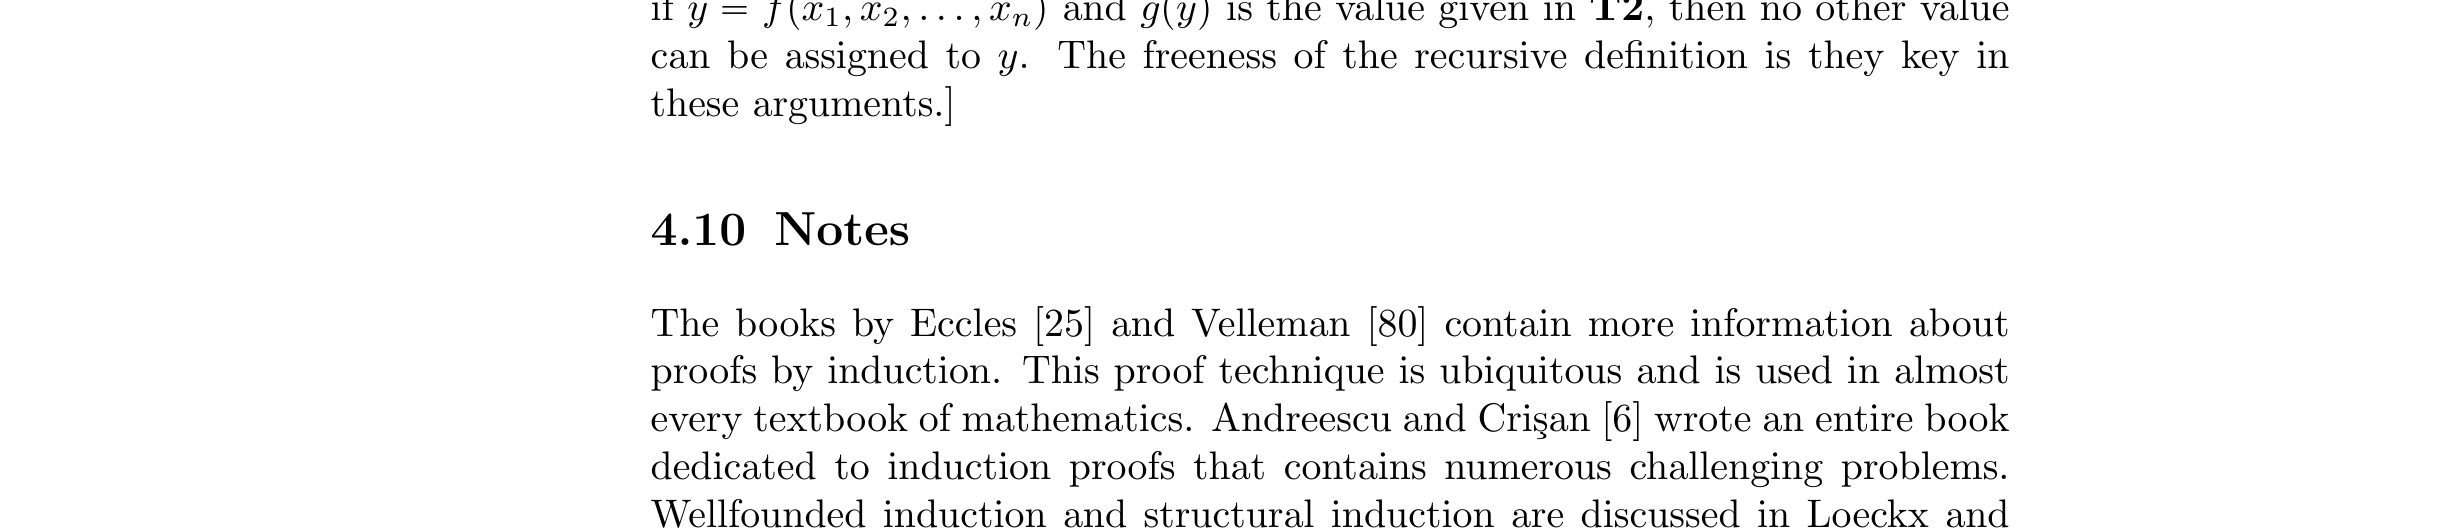 if y = f(x₁, x₂, . . . , xₙ) and g(y) is the value given in T2, then no other value
can be assigned to y. The freeness of the recursive definition is they key in
these arguments.]
4.10 Notes
The books by Eccles [25] and Velleman [80] contain more information about
proofs by induction. This proof technique is ubiquitous and is used in almost
every textbook of mathematics. Andreescu and Crişan [6] wrote an entire book
dedicated to induction proofs that contains numerous challenging problems.
Wellfounded induction and structural induction are discussed in Loeckx and